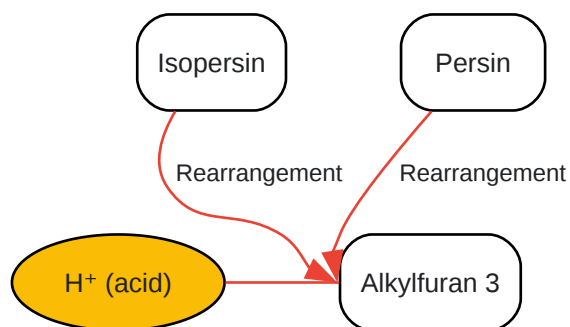 Isopersin
Persin
Rearrangement
Rearrangement
H⁺ (acid)
Alkylfuran 3